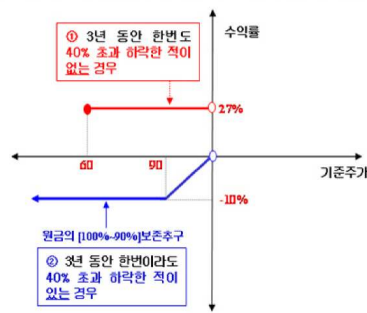 수익률
① 3년 동안 한번도
40% 초과 하락한 적이
없는 경우
27%
60
90
기준주가
-10%
원금의 [100%~90%]보존추구
② 3년 동안 한번이라도
40% 초과 하락한 적이
있는 경우